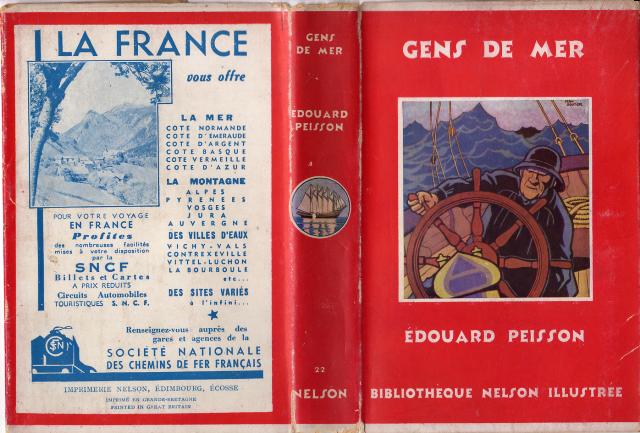 LA FRANCE
vous offre
LA MER
COTE NORMANDE
COTE D'EMERAUDE
COTE D'ARGENT
COTE BASQUE
COTE VERMEILLE
COTE D'AZUR
LA MONTAGNE
ALPES
PYRENEES
VOSGES
JURA
AUVERGNE
DES VILLES D'EAUX
VICHY-VALS
CONTREXEVILLE
VITTEL-LUCHON
LA BOURBOULE
etc...
DES SITES VARIÉS
à l'infini...
POUR VOTRE VOYAGE
EN FRANCE
Profitez
des nombreuses facilités
mises à votre disposition
par la
SNCF
Billets et Cartes
A PRIX REDUITS
Circuits Automobiles
TOURISTIQUES S.N.C.F.
Renseignez-vous auprès des
gares et agences de la
SOCIÉTÉ NATIONALE
DES CHEMINS DE FER FRANÇAIS
IMPRIMERIE NELSON, ÉDIMBOURG, ÉCOSSE
IMPRIMÉ EN GRANDE-BRETAGNE
PRINTED IN GREAT BRITAIN
GENS
DE MER
EDOUARD
PEISSON
22
NELSON
GENS DE MER
ÉDOUARD PEISSON
BIBLIOTHÈQUE NELSON ILLUSTRÉE